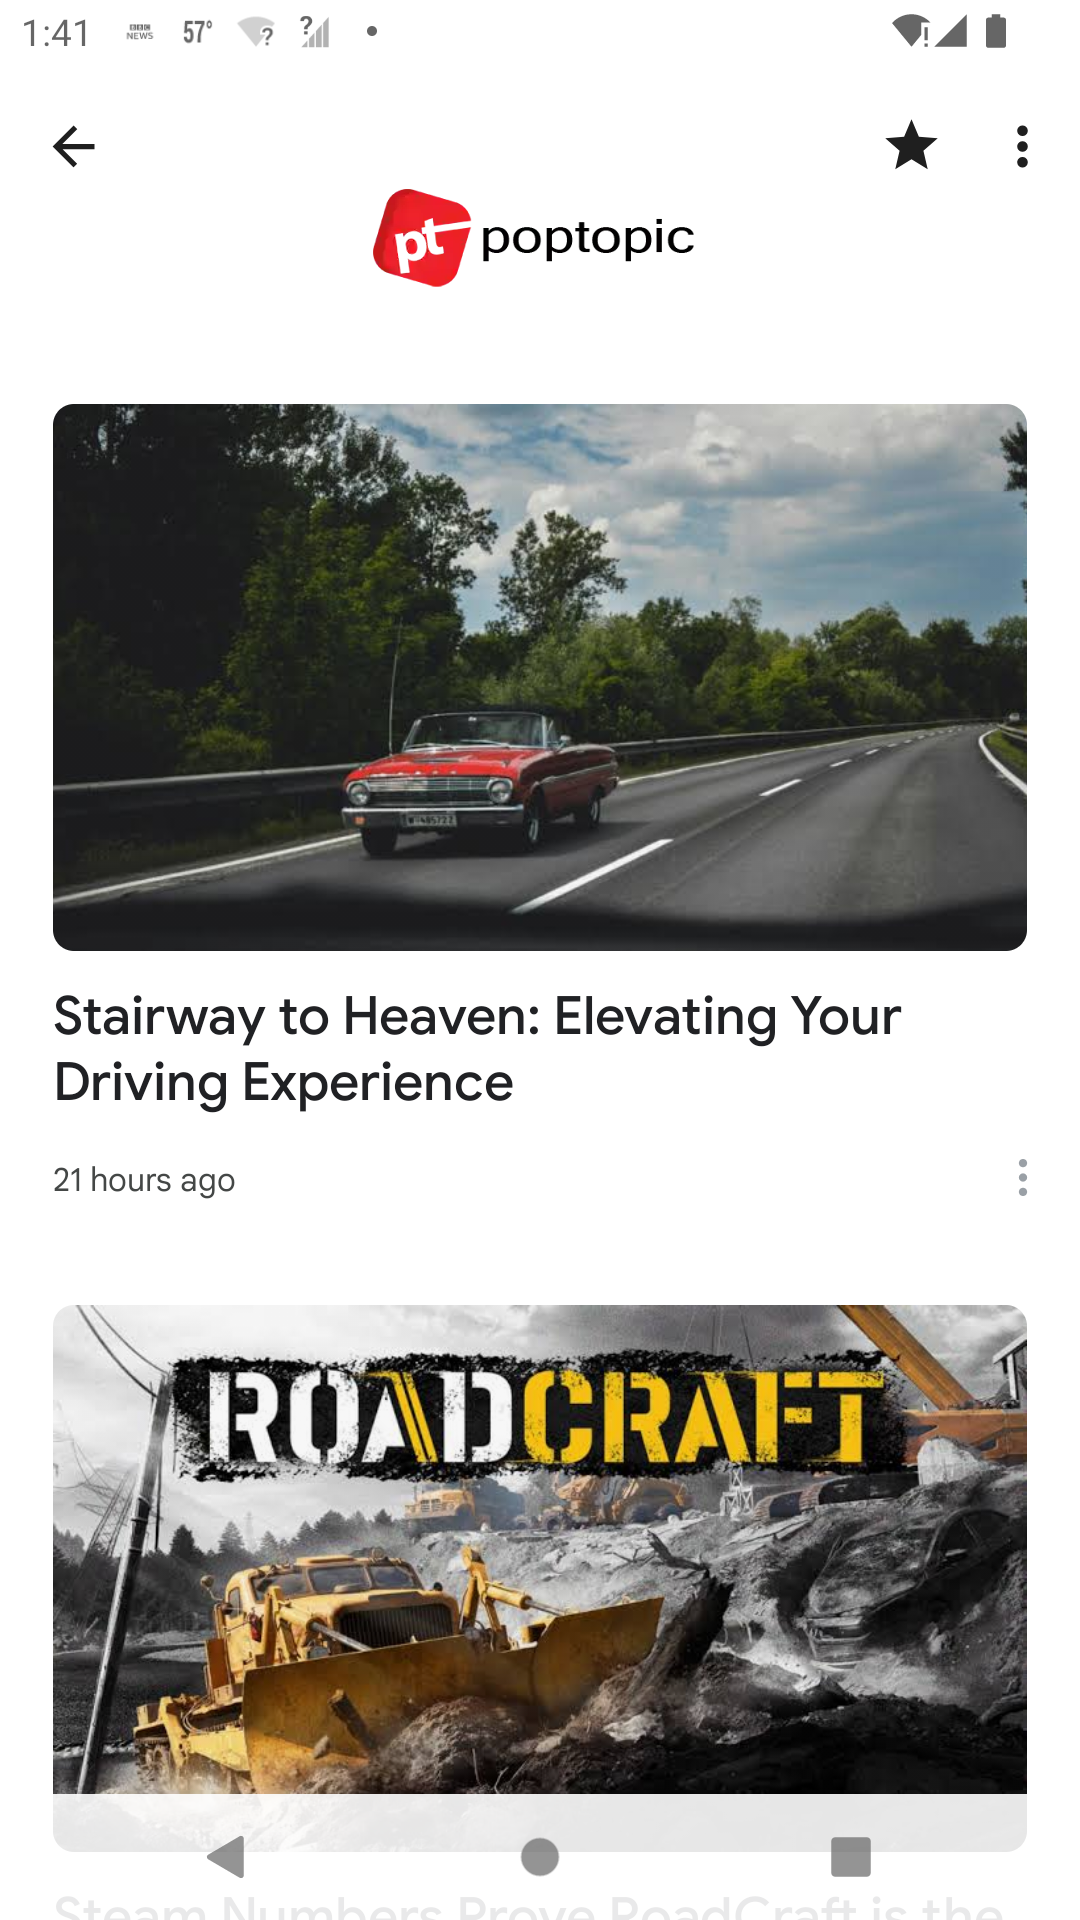 1:41
BBC
NEWS
57°
pt
poptopic
W-48572Z
Stairway to Heaven: Elevating Your
Driving Experience
21 hours ago
ROADCRAFT
Steam Numbers Prove RoadCraft is the